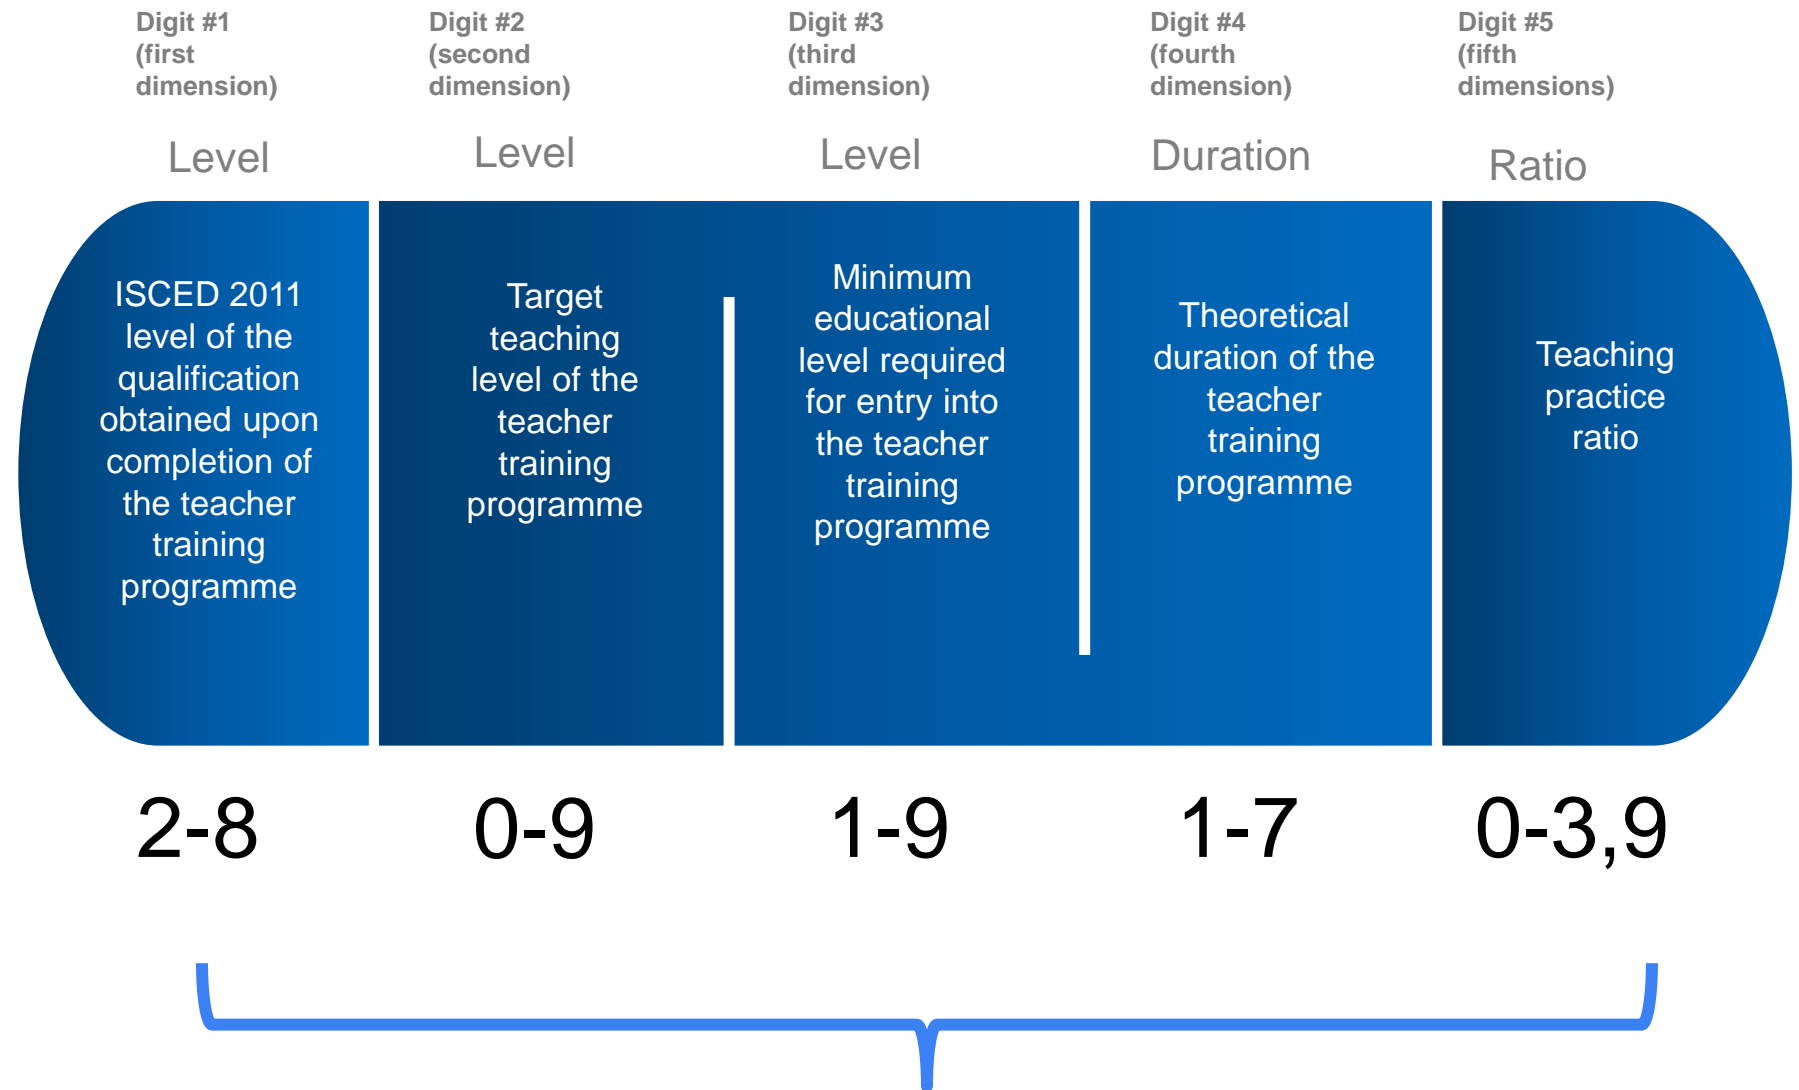 Digit #1
(first
dimension)
Digit #2
(second
dimension)
Digit #3
(third
dimension)
Digit #4
(fourth
dimension)
Digit #5
(fifth
dimensions)
Level
Level
Level
Duration
Ratio
ISCED 2011
level of the
qualification
obtained upon
completion of
the teacher
training
programme
Target
teaching
level of the
teacher
training
programme
Minimum
educational
level required
for entry into
the teacher
training
programme
Theoretical
duration of the
teacher
training
programme
Teaching
practice
ratio
2-8
0-9
1-9
1-7
0-3,9